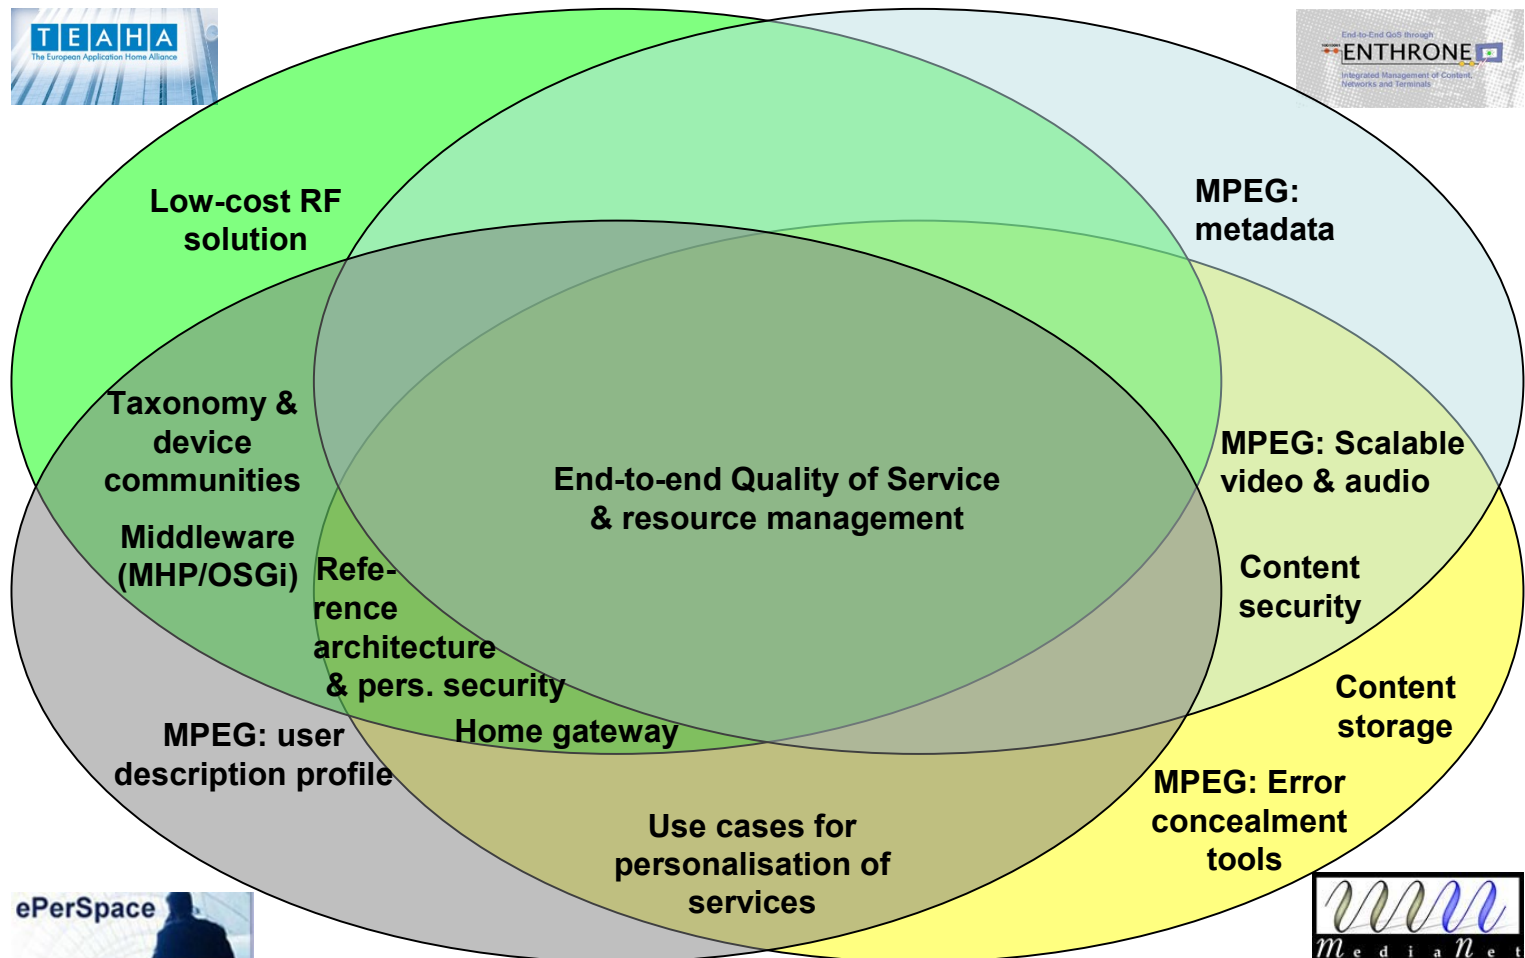 TEAHA
The European Application Home Alliance
End-to-End QoS through
ENTHRONE
Integrated Management of Content,
Networks and Terminals
Low-cost RF
solution
MPEG:
metadata
Taxonomy &
device
communities
End-to-end Quality of Service
& resource management
MPEG: Scalable
video & audio
Middleware
(MHP/OSGi)
Refe-
rence
architecture
& pers. security
Content
security
Home gateway
MPEG: user
description profile
Content
storage
MPEG: Error
concealment
tools
Use cases for
personalisation of
services
ePerSpace
MediaNet